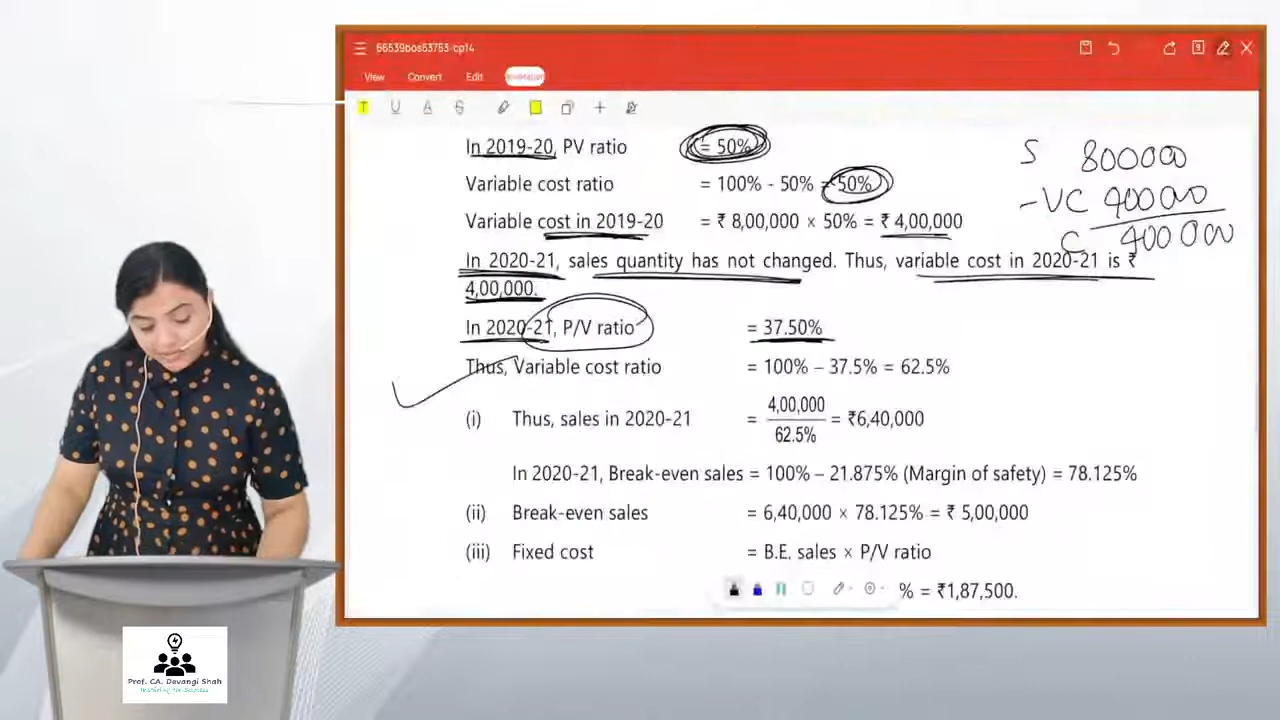 56539bos63753-cp14
View Convert Edit
T U A S
In 2019-20, PV ratio = 50%
Variable cost ratio = 100% - 50% = 50%
Variable cost in 2019-20 = ₹ 8,00,000 × 50% = ₹ 4,00,000
In 2020-21, sales quantity has not changed. Thus, variable cost in 2020-21 is ₹
4,00,000.
In 2020-21, P/V ratio = 37.50%
Thus, Variable cost ratio = 100% – 37.5% = 62.5%
(i) Thus, sales in 2020-21 = 4,00,000 / 62.5% = ₹6,40,000
In 2020-21, Break-even sales = 100% – 21.875% (Margin of safety) = 78.125%
(ii) Break-even sales = 6,40,000 × 78.125% = ₹ 5,00,000
(iii) Fixed cost = B.E. sales × P/V ratio
% = ₹1,87,500.
S 800000
- VC 400000
C 400000
Prof. CA. Devangi Shah